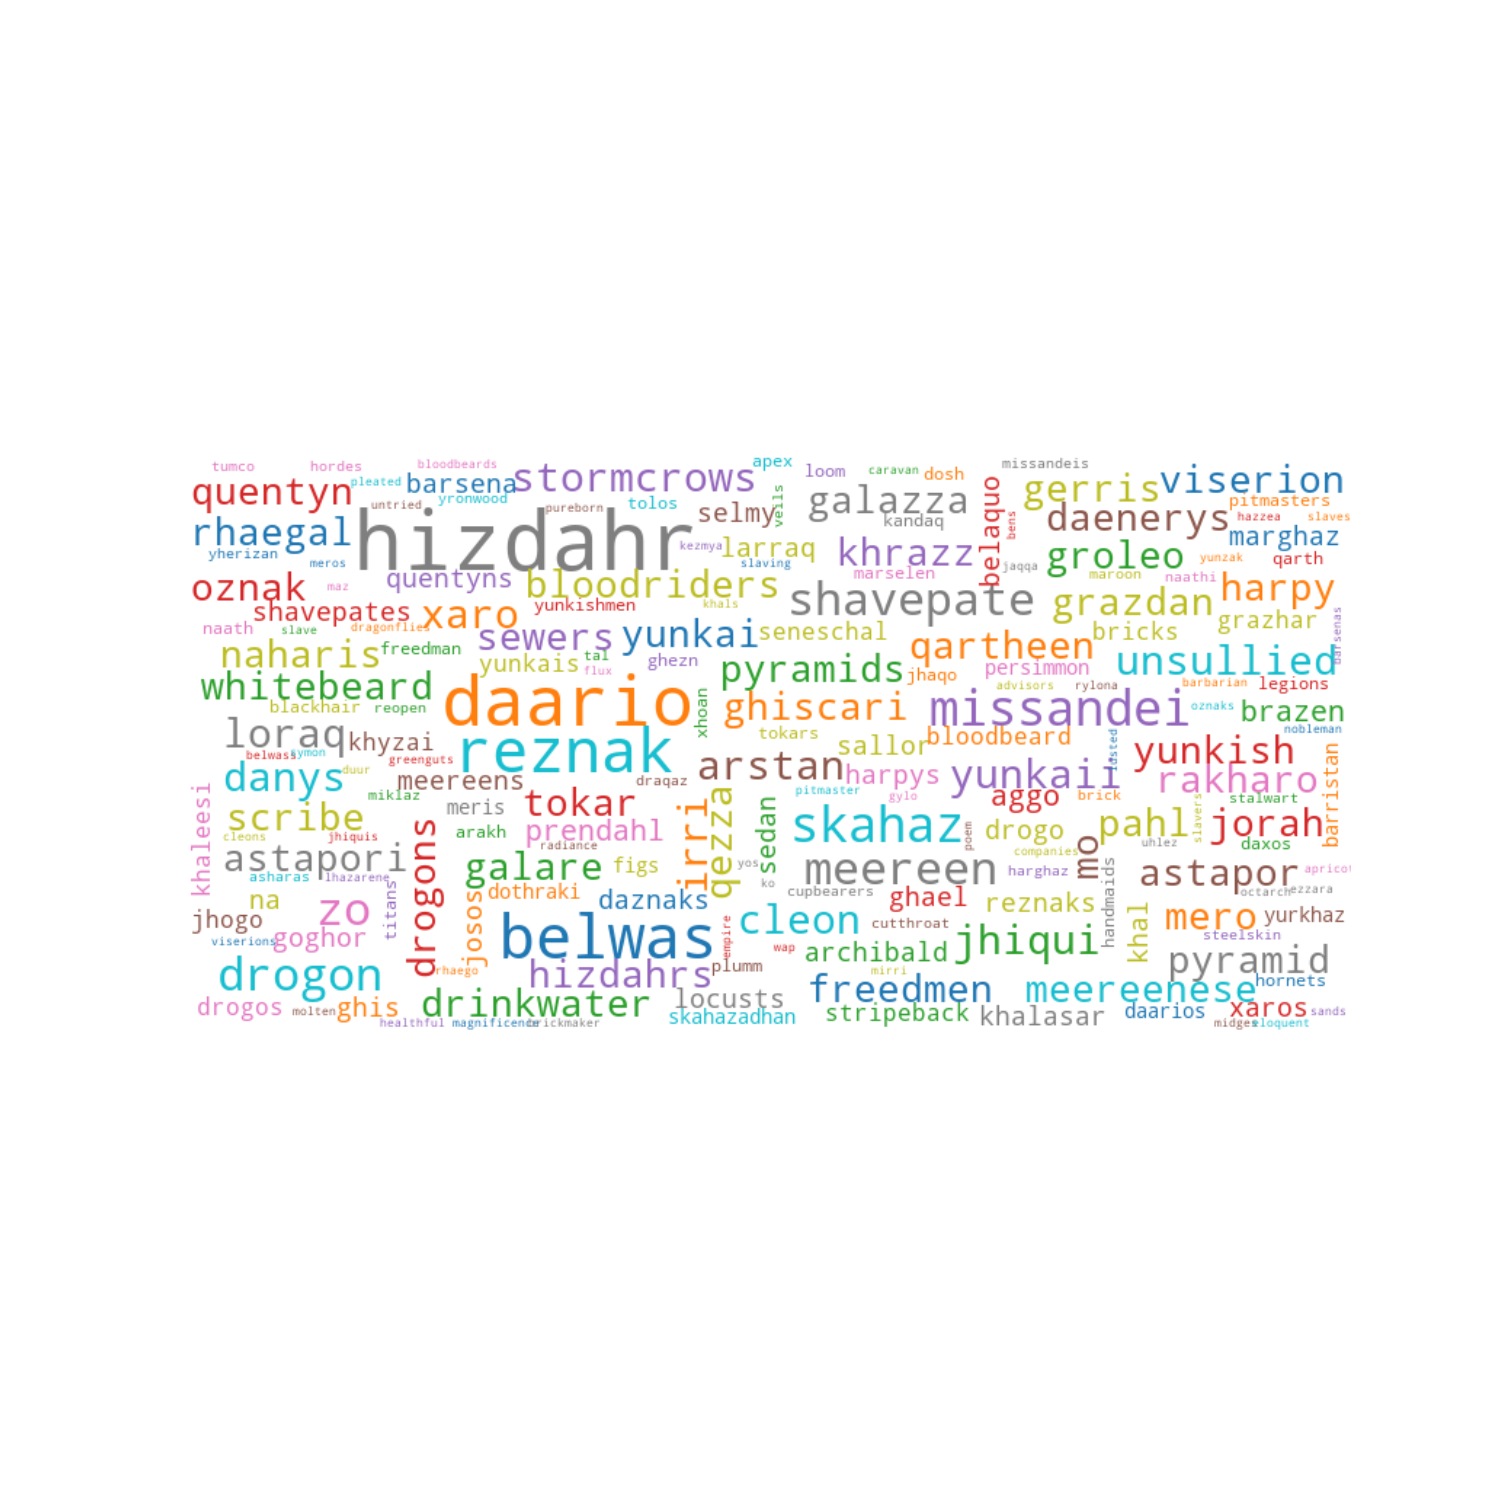 tumco
hordes
bloodbeards
apex
loom
caravan
dosh
missandeis
quentyn
pleated
barsena
stormcrows
galazza
belaquo
gerris
viserion
yronwood
untried
pureborn
tolos
veils
selmy
kandaq
bens
daenerys
pitmasters
hazzea
slaves
rhaegal
hizdahr
kezmya
larraq
khrazz
groleo
marghaz
yherizan
meros
slaving
marselen
jaqqa
maroon
yunzak
qarth
naathi
oznak
maz
quentyns
bloodriders
shavepate
grazdan
harpy
shavepates
xaro
yunkishmen
khals
grazhar
naath
slave
dragonflies
sewers
yunkai
seneschal
qartheen
bricks
barsenas
naharis
freedman
yunkais
tal
flux
ghezn
pyramids
jhaqo
persimmon
unsullied
whitebeard
daario
xhoan
ghiscari
missandei
advisors
rylona
barbarian
legions
blackhair
reopen
oznaks
brazen
nobleman
loraq
khyzai
reznak
tokars
sallor
bloodbeard
lusted
yunkish
barristan
belwass
symon
greenguts
arstan
harpys
yunkaii
rakharo
danys
duur
meereens
draqaz
pitmaster
aggo
brick
stalwart
khaleesi
miklaz
meris
tokar
irri
qezza
sedan
gylo
skahaz
poem
drogo
mo
pahl
slavers
jorah
scribe
cleons
jhiquis
drogons
arakh
prendahl
radiance
companies
uhlez
daxos
astapori
galare
figs
yos
meereen
harghaz
handmaids
astapor
apricot
asharas
lhazarene
titans
dothraki
ko
cupbearers
octarch
ezzara
na
zo
josos
daznaks
ghael
reznaks
khal
mero
yurkhaz
jhogo
goghor
belwas
empire
cleon
cutthroat
jhiqui
steelskin
viserions
wap
archibald
pyramid
drogon
rhaego
hizdahrs
plumm
mirri
hornets
drogos
molten
ghis
drinkwater
locusts
freedmen
meereenese
xaros
sands
healthful
magnificence
brickmaker
skahazadhan
stripeback
khalasar
daarios
midges
eloquent